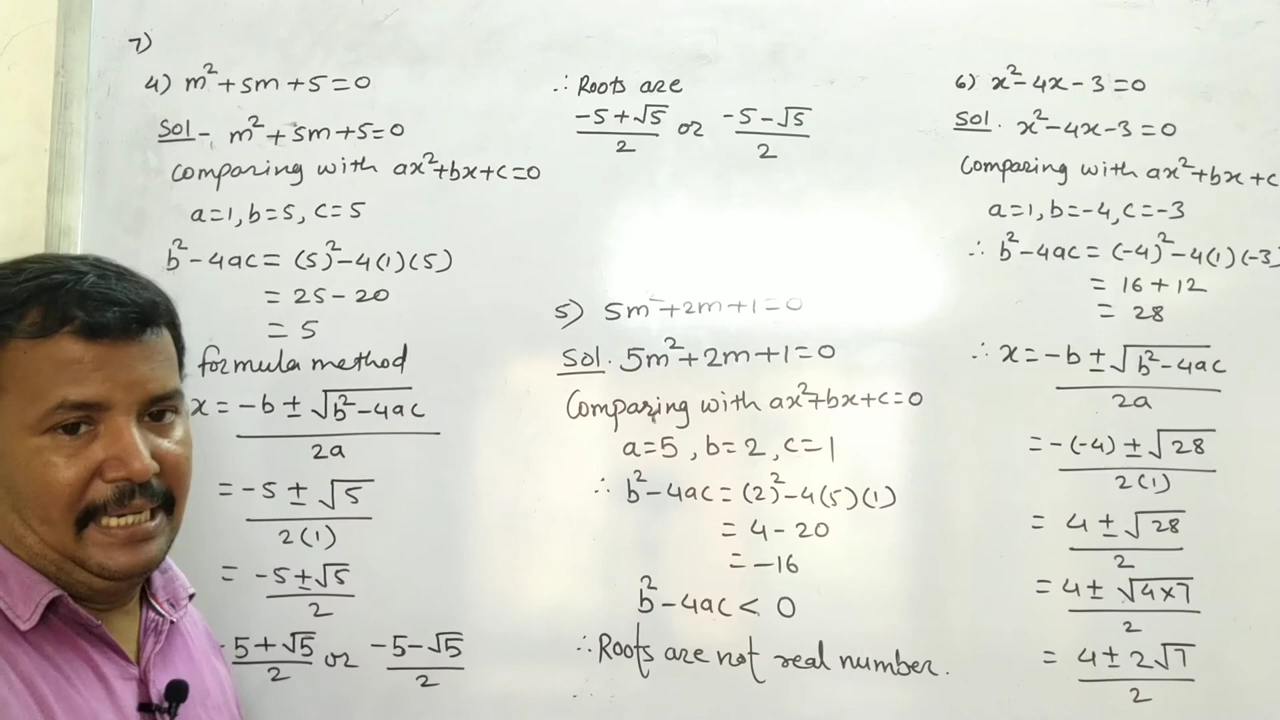 7)
4) m²+5m+5=0
Sol- m²+5m+5=0
Comparing with ax²+bx+c=0
a=1, b=5, c=5
b²-4ac = (5)²-4(1)(5)
= 25-20
= 5
formula method
x = (-b ± √(b²-4ac))/2a
= (-5 ± √5)/2(1)
= (-5±√5)/2
5+√5/2 or (-5-√5)/2
∴ Roots are
(-5+√5)/2 or (-5-√5)/2
5) 5m²+2m+1=0
Sol. 5m²+2m+1=0
Comparing with ax²+bx+c=0
a=5, b=2, c=1
∴ b²-4ac = (2)²-4(5)(1)
= 4-20
= -16
b²-4ac < 0
∴ Roots are not real number.
6) x²-4x-3=0
Sol. x²-4x-3=0
Comparing with ax²+bx+c
a=1, b=-4, c=-3
∴ b²-4ac = (-4)²-4(1)(-3)
= 16+12
= 28
∴ x = (-b ± √(b²-4ac))/2a
= (-(-4) ± √28)/2(1)
= (4 ± √28)/2
= (4 ± √(4×7))/2
= (4 ± 2√7)/2